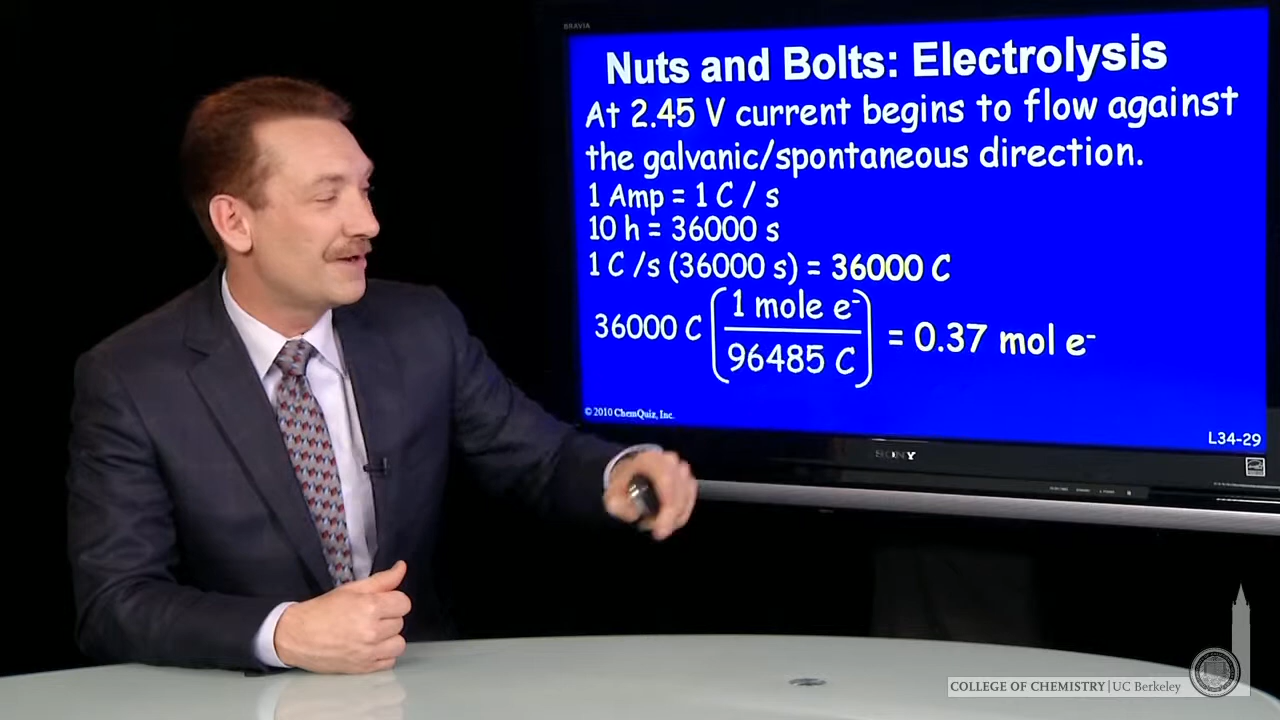 BRAVIA
Nuts and Bolts: Electrolysis
At 2.45 V current begins to flow against
the galvanic/spontaneous direction.
1 Amp = 1 C / s
10 h = 36000 s
1 C /s (36000 s) = 36000 C
36000 C (1 mole e⁻ / 96485 C) = 0.37 mol e⁻
© 2010 ChemQuiz, Inc.
L34-29
SONY
COLLEGE OF CHEMISTRY | UC Berkeley